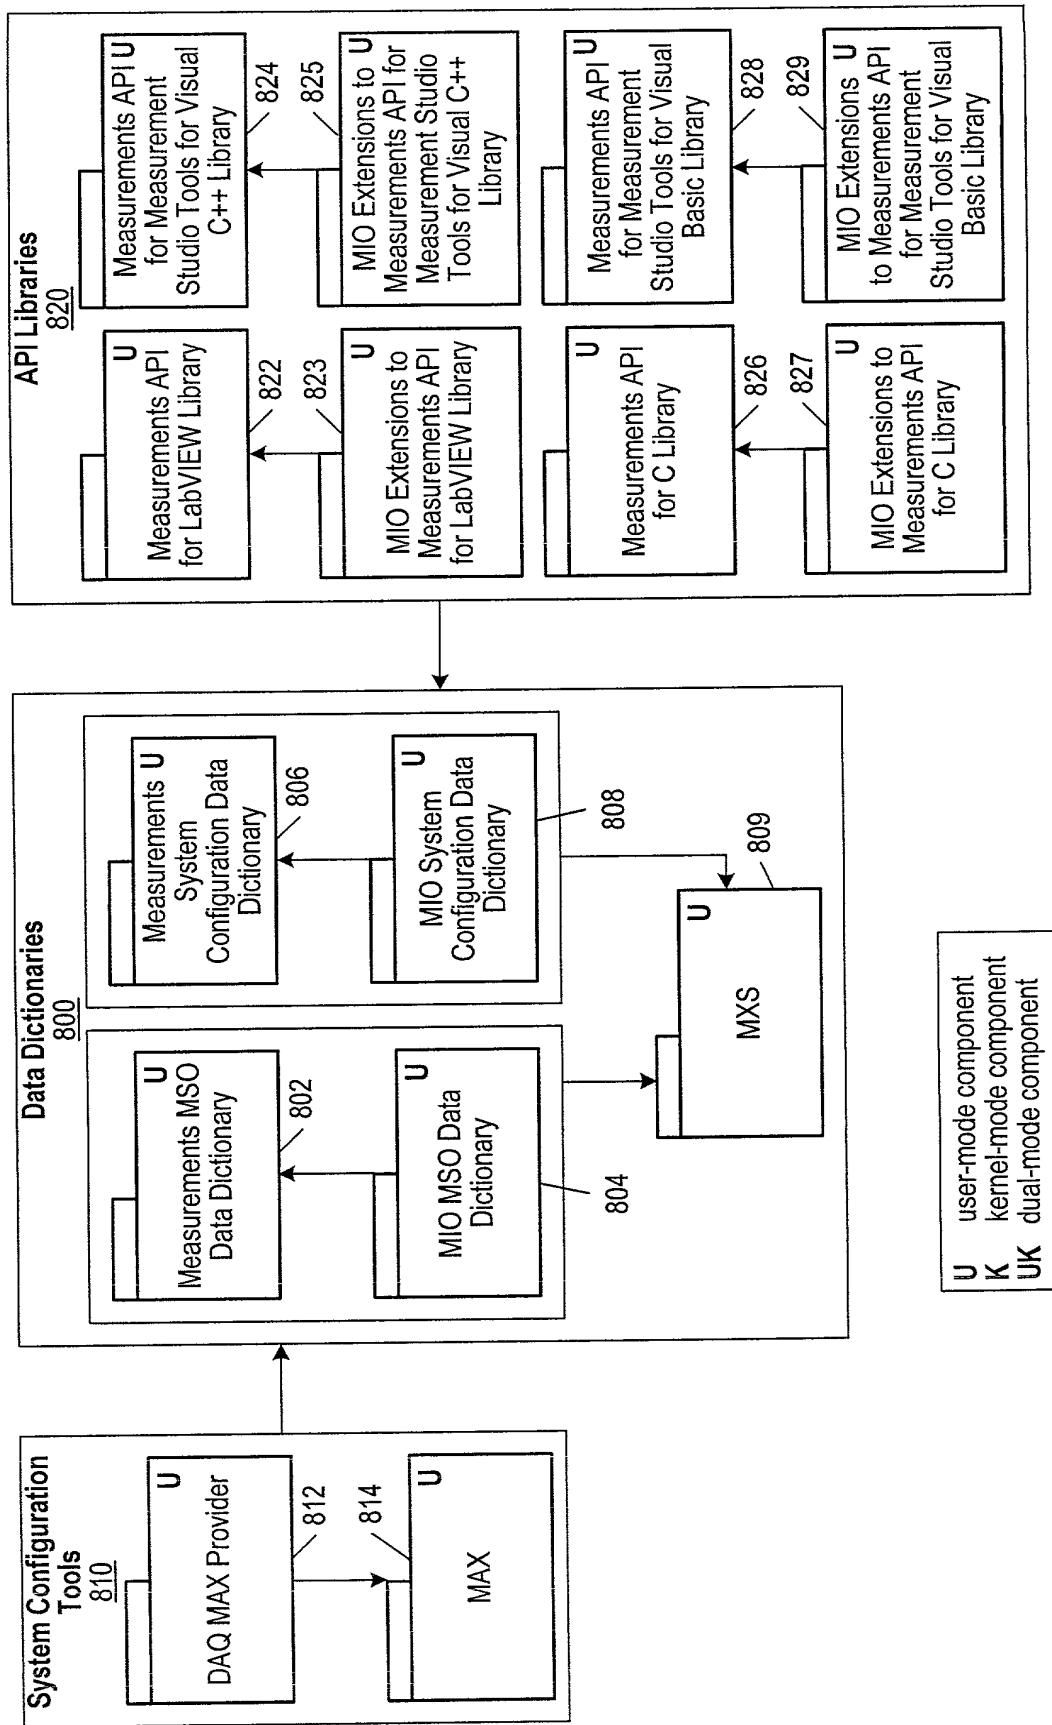 System Configuration
Tools
810
DAQ MAX Provider
U
812
814
MAX
U
Data Dictionaries
800
Measurements MSO
Data Dictionary
U
802
MIO MSO Data
Dictionary
U
804
Measurements
System
Configuration Data
Dictionary
U
806
MIO System
Configuration Data
Dictionary
U
808
MXS
U
809
API Libraries
820
Measurements API
for LabVIEW Library
U
822
823
MIO Extensions to
Measurements API
for LabVIEW Library
U
Measurements API
for Measurement
Studio Tools for Visual
C++ Library
U
824
825
MIO Extensions to
Measurements API for
Measurement Studio
Tools for Visual C++
Library
U
Measurements API
for C Library
U
826
827
MIO Extensions to
Measurements API
for C Library
U
Measurements API
for Measurement
Studio Tools for Visual
Basic Library
U
828
829
MIO Extensions
to Measurements API
for Measurement
Studio Tools for Visual
Basic Library
U
U user-mode component
K kernel-mode component
UK dual-mode component